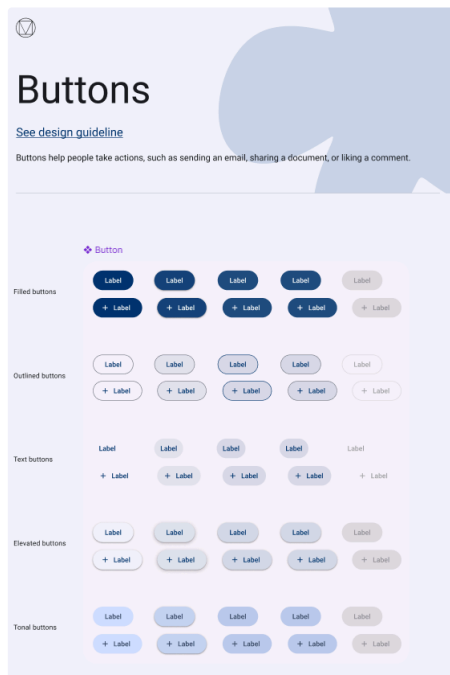 Buttons
See design guideline
Buttons help people take actions, such as sending an email, sharing a document, or liking a comment.
Button
Filled buttons
Label Label Label Label Label
+ Label + Label + Label + Label + Label
Outlined buttons
Label Label Label Label Label
+ Label + Label + Label + Label + Label
Text buttons
Label Label Label Label Label
+ Label + Label + Label + Label + Label
Elevated buttons
Label Label Label Label Label
+ Label + Label + Label + Label + Label
Tonal buttons
Label Label Label Label Label
+ Label + Label + Label + Label + Label